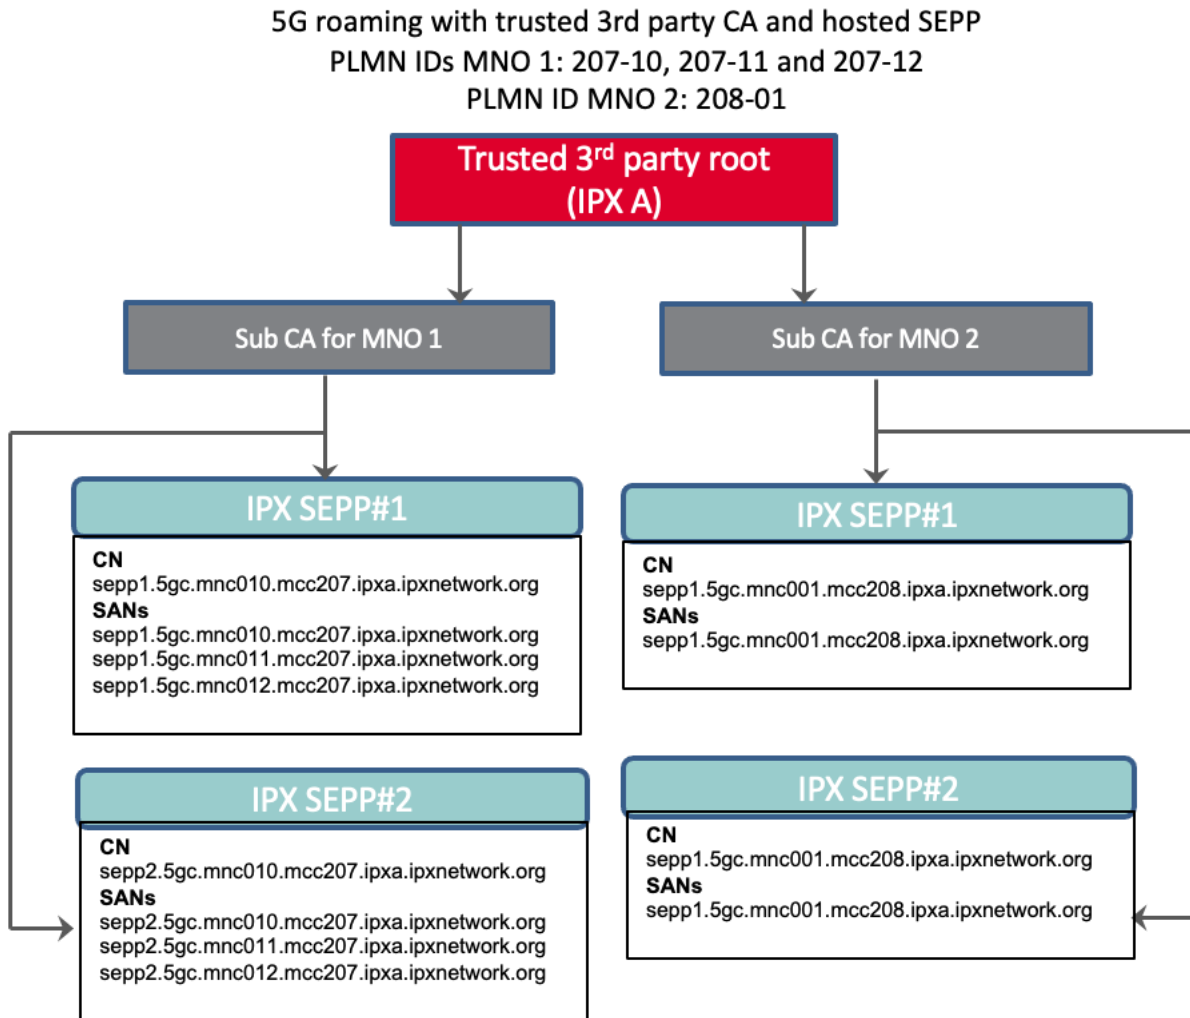 5G roaming with trusted 3rd party CA and hosted SEPP
PLMN IDs MNO 1: 207-10, 207-11 and 207-12
PLMN ID MNO 2: 208-01
Trusted 3rd party root
(IPX A)
Sub CA for MNO 1
Sub CA for MNO 2
IPX SEPP#1
CN
sepp1.5gc.mnc010.mcc207.ipxa.ipxnetwork.org
SANs
sepp1.5gc.mnc010.mcc207.ipxa.ipxnetwork.org
sepp1.5gc.mnc011.mcc207.ipxa.ipxnetwork.org
sepp1.5gc.mnc012.mcc207.ipxa.ipxnetwork.org
IPX SEPP#1
CN
sepp1.5gc.mnc001.mcc208.ipxa.ipxnetwork.org
SANs
sepp1.5gc.mnc001.mcc208.ipxa.ipxnetwork.org
IPX SEPP#2
CN
sepp2.5gc.mnc010.mcc207.ipxa.ipxnetwork.org
SANs
sepp2.5gc.mnc010.mcc207.ipxa.ipxnetwork.org
sepp2.5gc.mnc011.mcc207.ipxa.ipxnetwork.org
sepp2.5gc.mnc012.mcc207.ipxa.ipxnetwork.org
IPX SEPP#2
CN
sepp1.5gc.mnc001.mcc208.ipxa.ipxnetwork.org
SANs
sepp1.5gc.mnc001.mcc208.ipxa.ipxnetwork.org